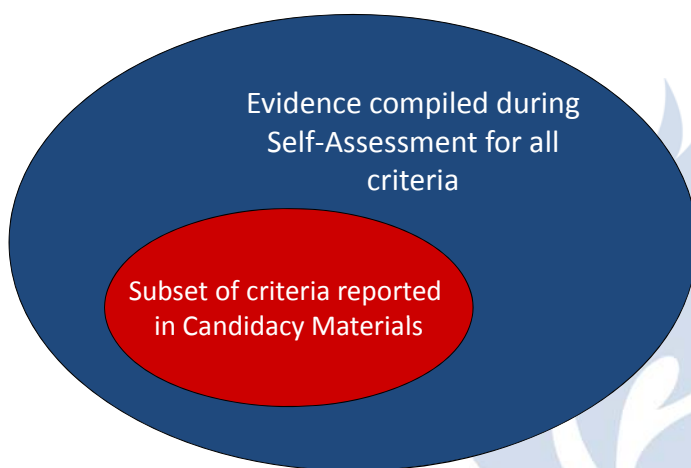 Evidence compiled during
Self-Assessment for all
criteria
Subset of criteria reported
in Candidacy Materials